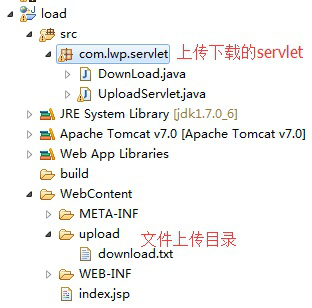 load
src
com.lwp.servlet 上传下载的servlet
DownLoad.java
UploadServlet.java
JRE System Library [jdk1.7.0_6]
Apache Tomcat v7.0 [Apache Tomcat v7.0]
Web App Libraries
build
WebContent
META-INF
upload 文件上传目录
download.txt
WEB-INF
index.jsp